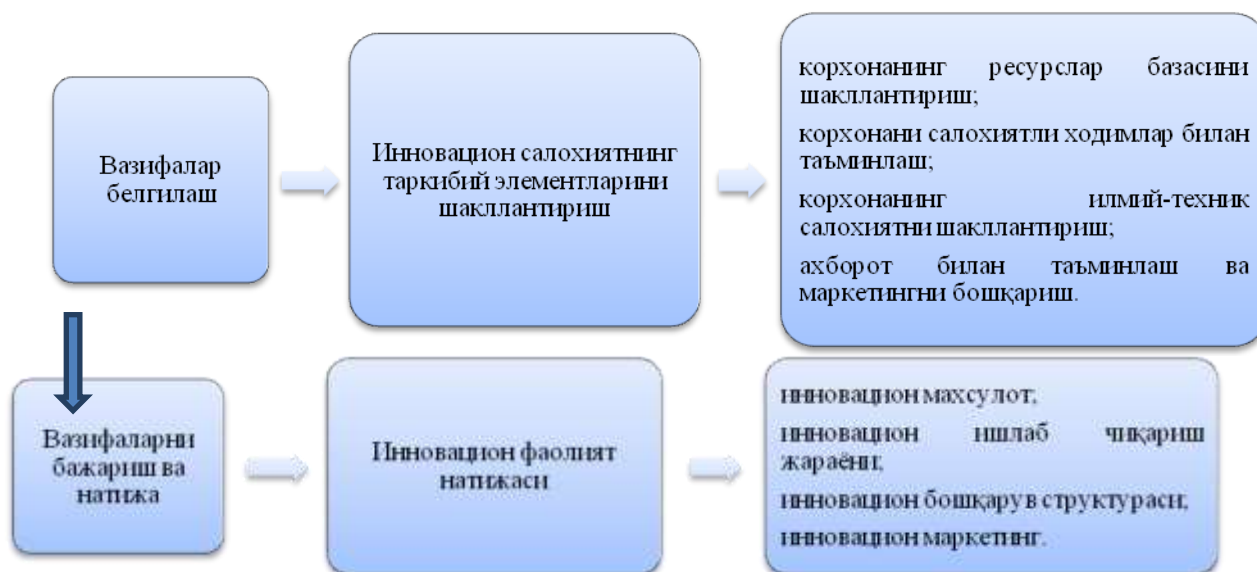 Вазифалар
белгилаш
Инновацион салохиятнинг
таркибий элементларини
шакллантириш
корхонанинг ресурслар базасини
шакллантириш;
корхонани салохиятли ходимлар билан
таъминлаш;
корхонанинг илмий-техник
салохиятни шакллантириш;
ахборот билан таъминлаш ва
маркетингни бошқариш.
Вазифаларни
бажариш ва
натижа
Инновацион фаолият
натижаси
инновацион махсулот;
инновацион ишлаб чиқариш
жараёни;
инновацион бошқарув структураси;
инновацион маркетинг.